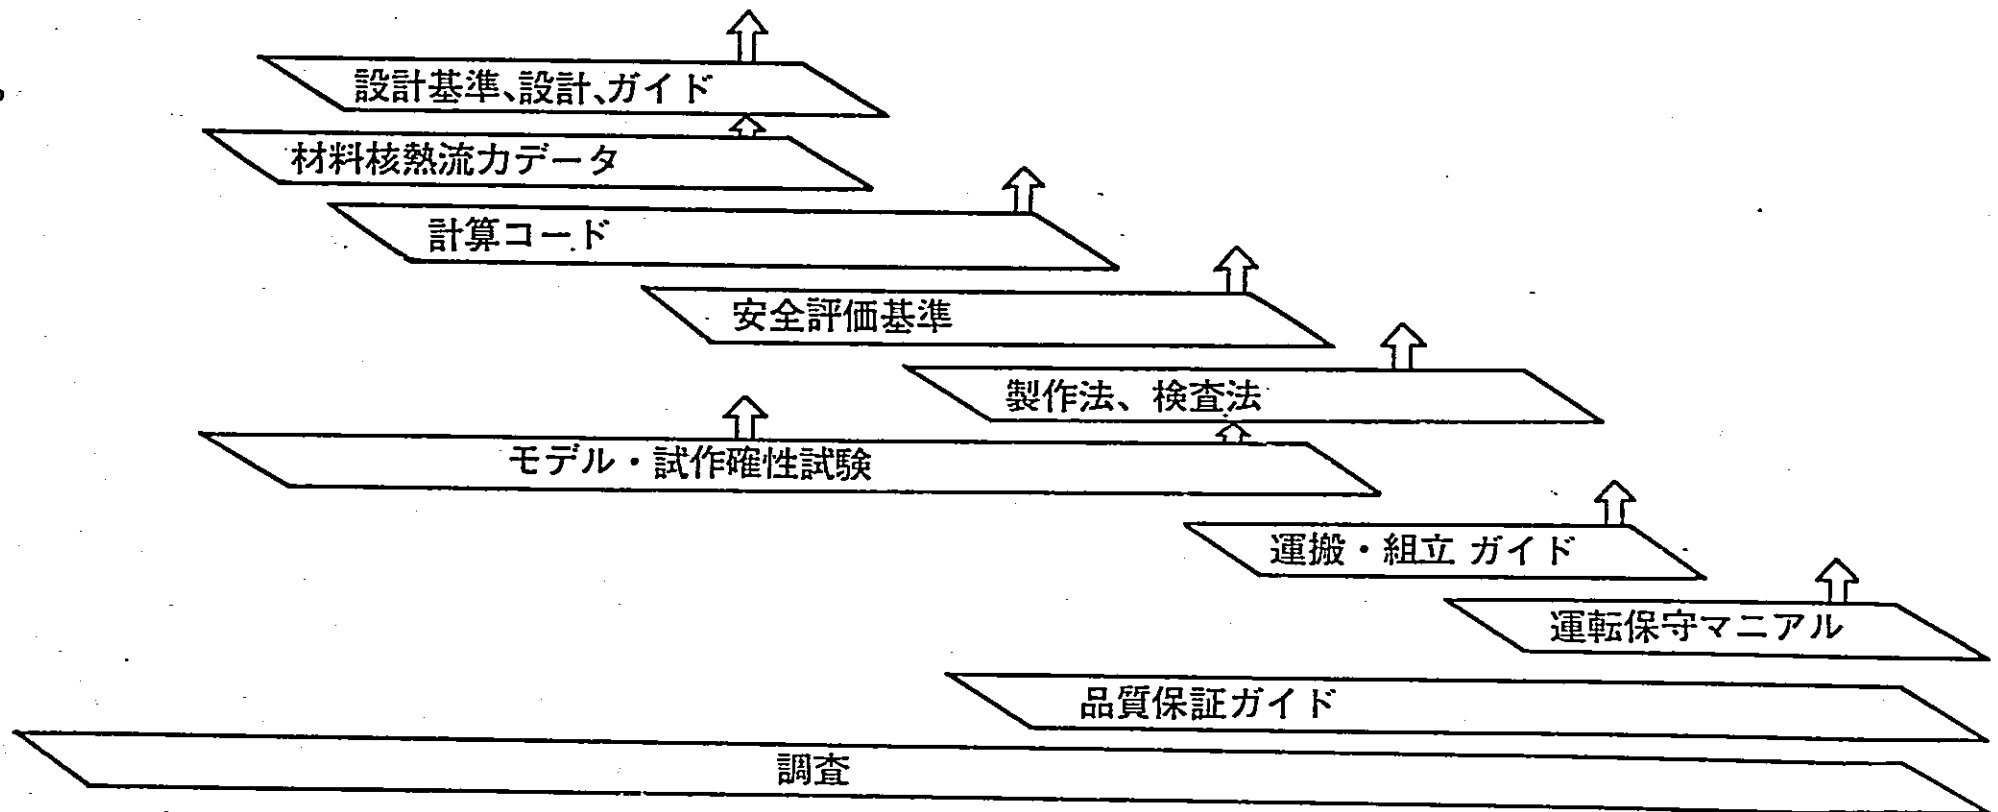 設計基準、設計、ガイド
材料核熱流力データ
計算コード
安全評価基準
製作法、検査法
モデル・試作確性試験
運搬・組立 ガイド
運転保守マニアル
品質保証ガイド
調査